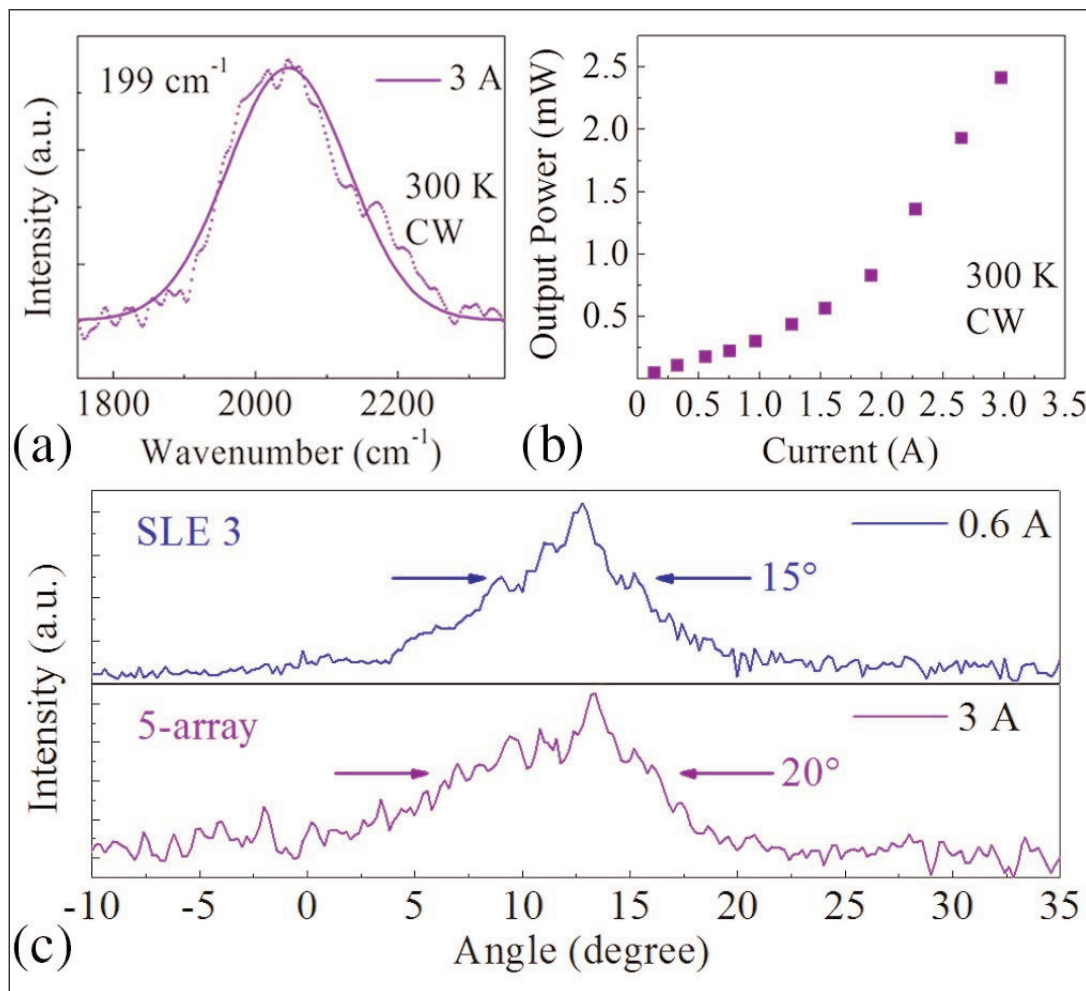 199 cm⁻¹
3 A
300 K
CW
Intensity (a.u.)
1800 2000 2200
Wavenumber (cm⁻¹)
(a)
2.5
2.0
1.5
1.0
0.5
Output Power (mW)
300 K
CW
0 0.5 1.0 1.5 2.0 2.5 3.0 3.5
Current (A)
(b)
SLE 3
0.6 A
15°
Intensity (a.u.)
5-array
3 A
20°
Intensity (a.u.)
-10 -5 0 5 10 15 20 25 30 35
Angle (degree)
(c)